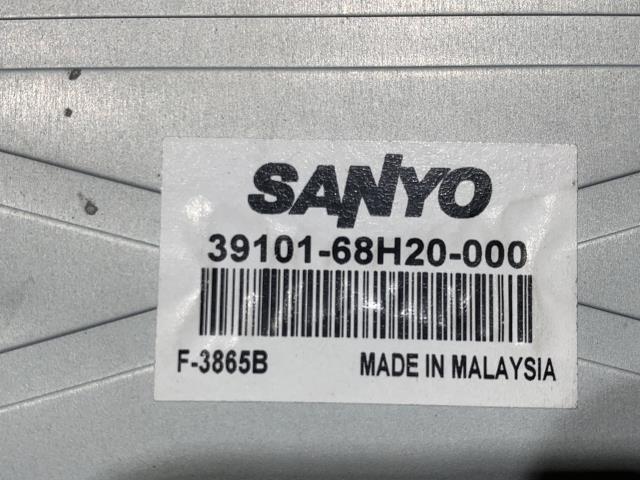 SANYO
39101-68H20-000
F-3865B MADE IN MALAYSIA